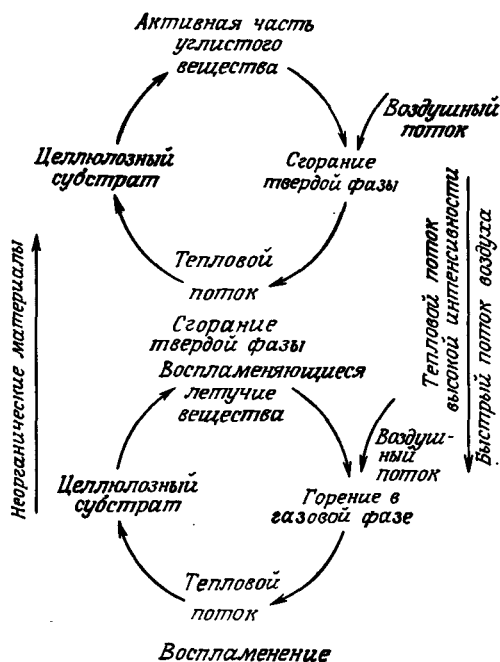 Активная часть
углистого
вещества
Воздушный
поток
Целлюлозный
субстрат
Сгорание
твердой фазы
Тепловой
поток
Сгорание
твердой фазы
Неорганические материалы
Тепловой поток
высокой интенсивности
Быстрый поток воздуха
Воспламеняющиеся
летучие
вещества
Воздуш-
ный
поток
Целлюлозный
субстрат
Горение в
газовой фазе
Тепловой
поток
Воспламенение